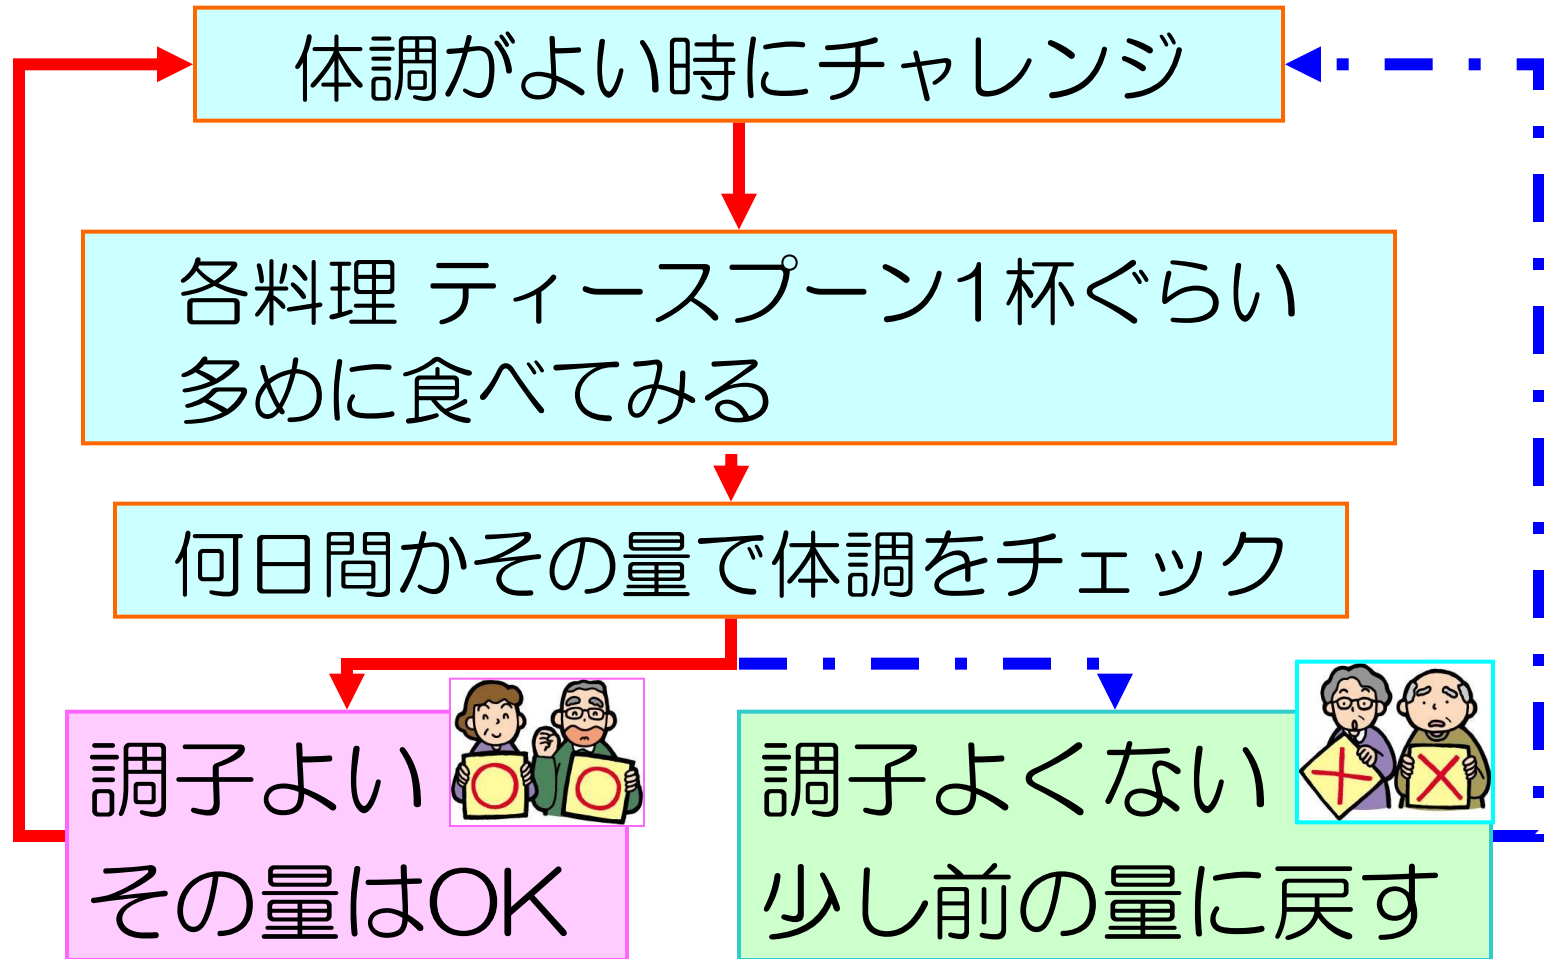 体調がよい時にチャレンジ
各料理 ティースプーン1杯ぐらい
多めに食べてみる
何日間かその量で体調をチェック
調子よい
その量はOK
調子よくない
少し前の量に戻す